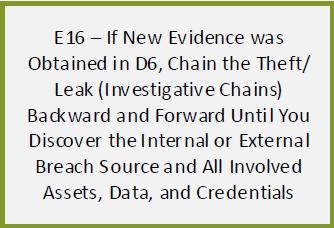 E16 – If New Evidence was
Obtained in D6, Chain the Theft/
Leak (Investigative Chains)
Backward and Forward Until You
Discover the Internal or External
Breach Source and All Involved
Assets, Data, and Credentials